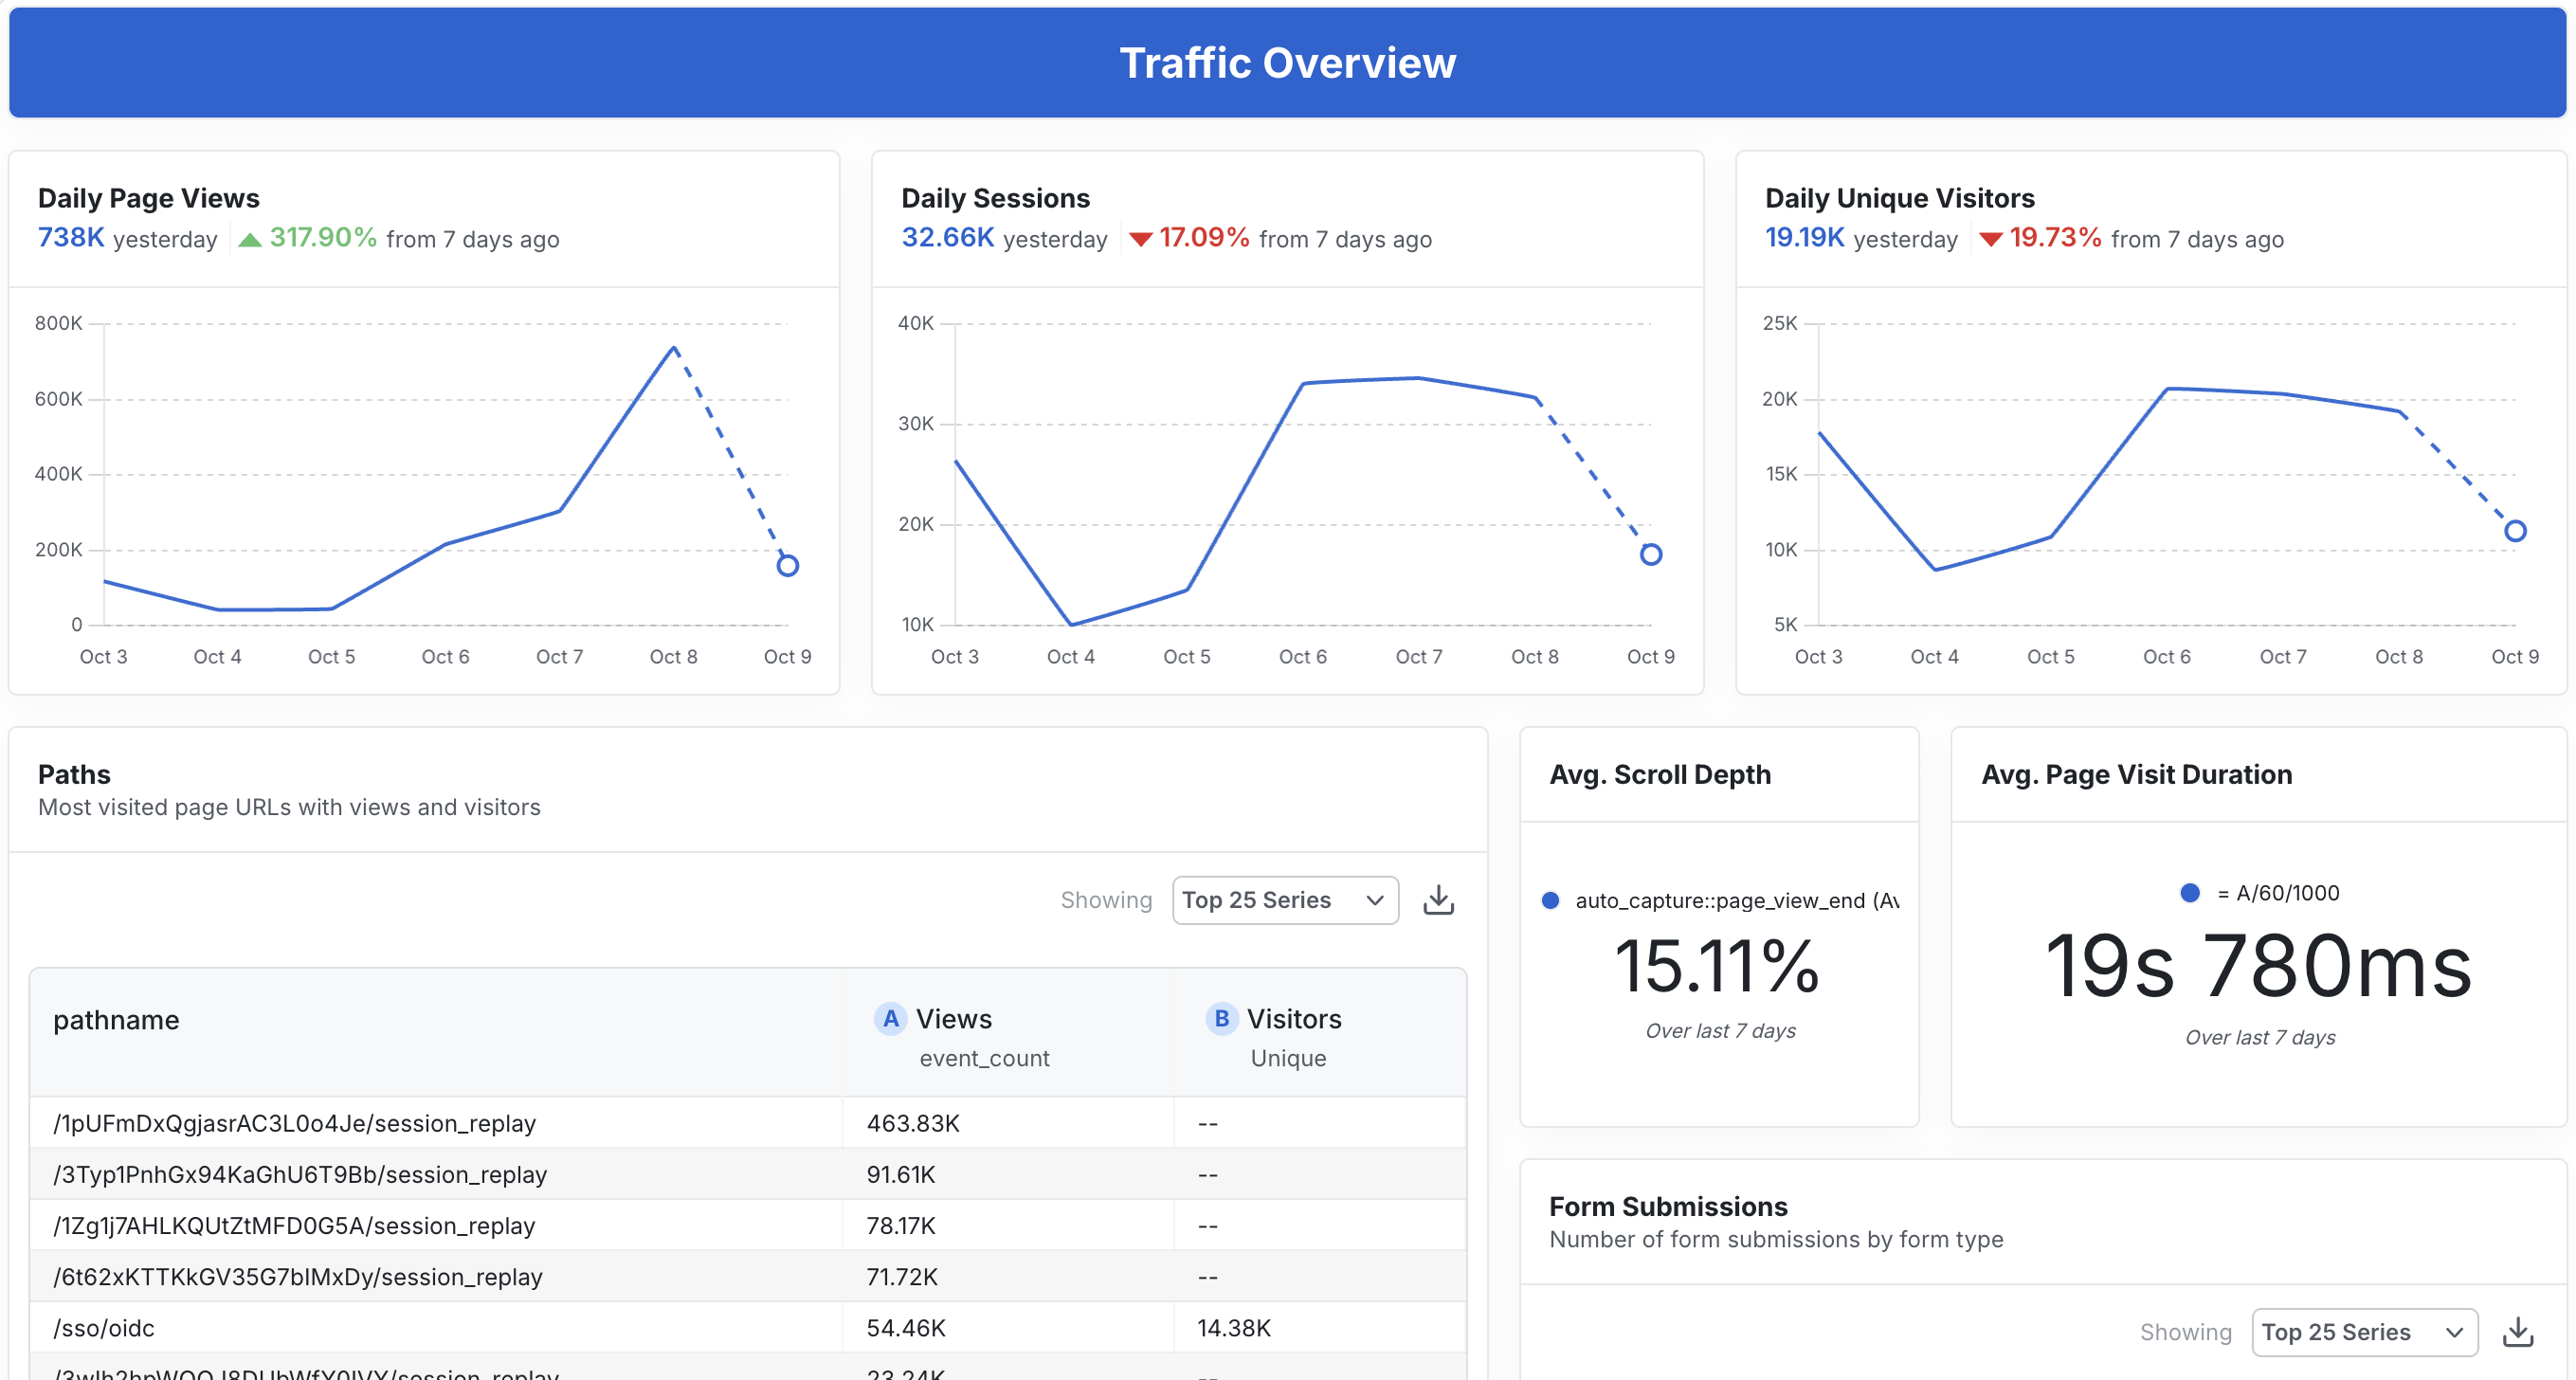 Traffic Overview
Daily Page Views
738K yesterday 317.90% from 7 days ago
800K
600K
400K
200K
0
Oct 3 Oct 4 Oct 5 Oct 6 Oct 7 Oct 8 Oct 9
Daily Sessions
32.66K yesterday 17.09% from 7 days ago
40K
30K
20K
10K
Oct 3 Oct 4 Oct 5 Oct 6 Oct 7 Oct 8 Oct 9
Daily Unique Visitors
19.19K yesterday 19.73% from 7 days ago
25K
20K
15K
10K
5K
Oct 3 Oct 4 Oct 5 Oct 6 Oct 7 Oct 8 Oct 9
Paths
Most visited page URLs with views and visitors
Showing Top 25 Series
pathname A Views B Visitors
event_count Unique
/1pUFmDxQgjasrAC3L0o4Je/session_replay 463.83K --
/3Typ1PnhGx94KaGhU6T9Bb/session_replay 91.61K --
/1Zg1j7AHLKQUtZtMFD0G5A/session_replay 78.17K --
/6t62xKTTKkGV35G7bIMxDy/session_replay 71.72K --
/sso/oidc 54.46K 14.38K
23.24K --
Avg. Scroll Depth
auto_capture::page_view_end (Av
15.11%
Over last 7 days
Avg. Page Visit Duration
= A/60/1000
19s 780ms
Over last 7 days
Form Submissions
Number of form submissions by form type
Showing Top 25 Series